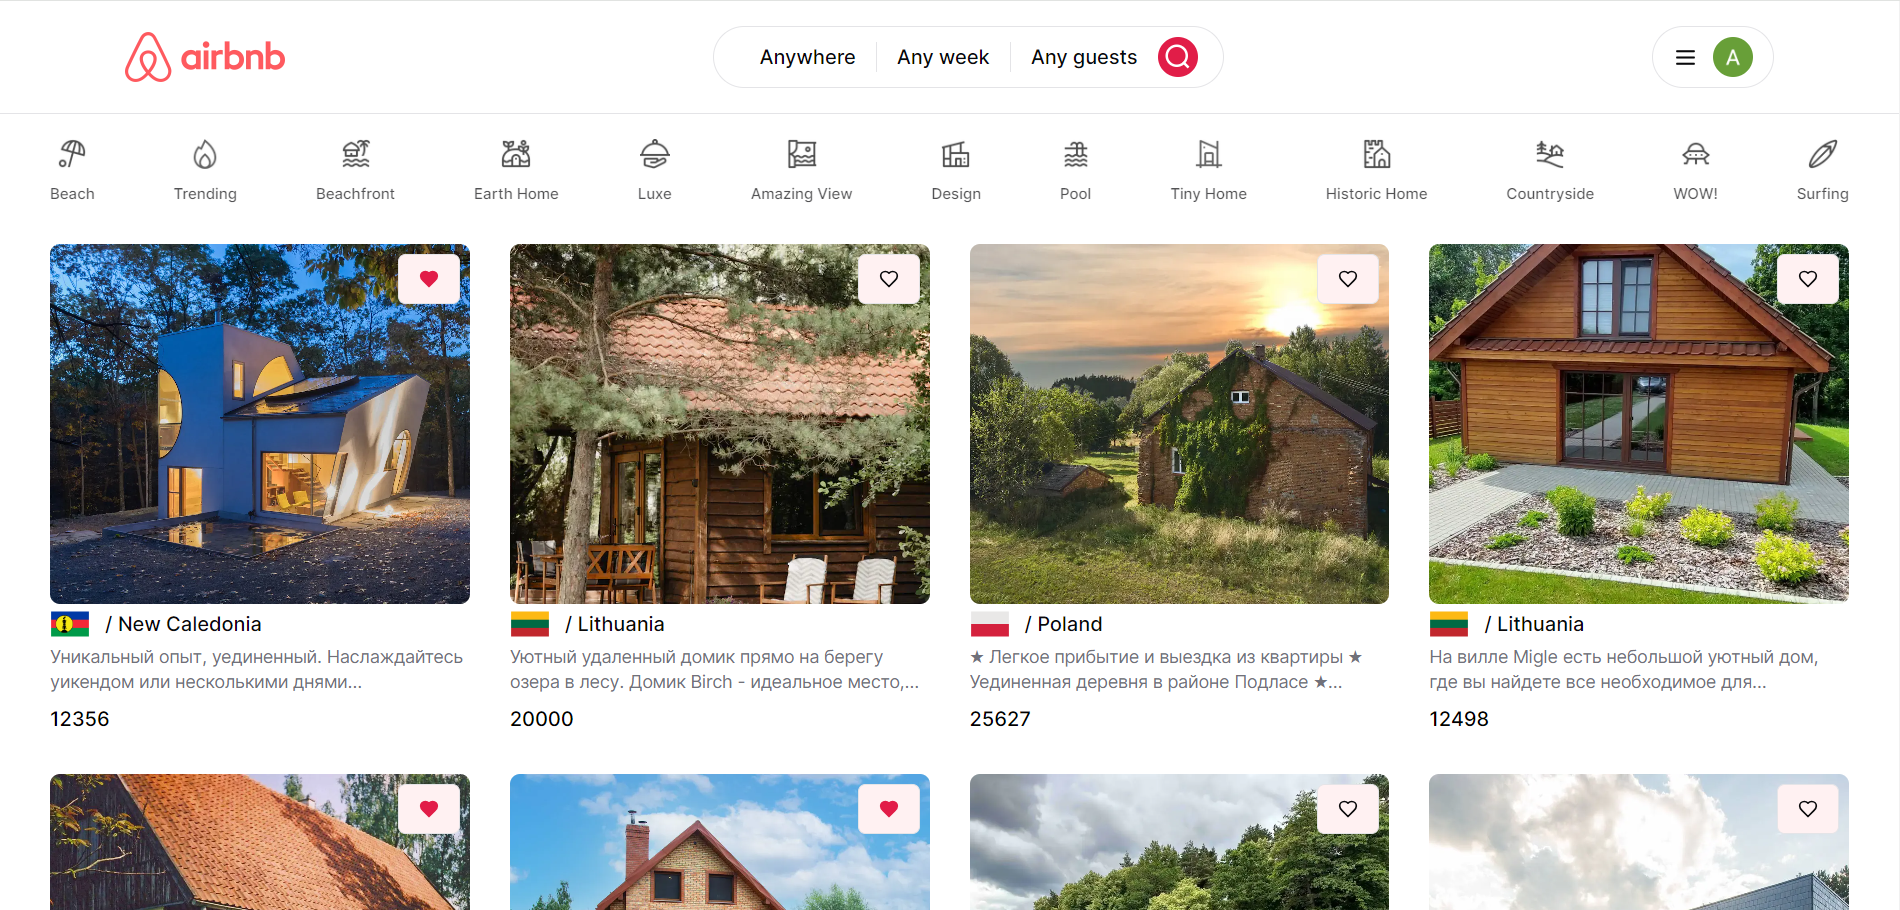 airbnb
Anywhere
Any week
Any guests
A
Beach
Trending
Beachfront
Earth Home
Luxe
Amazing View
Design
Pool
Tiny Home
Historic Home
Countryside
WOW!
Surfing
/ New Caledonia
Уникальный опыт, уединенный. Наслаждайтесь
уикендом или несколькими днями...
12356
/ Lithuania
Уютный удаленный домик прямо на берегу
озера в лесу. Домик Birch - идеальное место,...
20000
/ Poland
★ Легкое прибытие и выездка из квартиры ★
Уединенная деревня в районе Подласе ★...
25627
/ Lithuania
На вилле Migle есть небольшой уютный дом,
где вы найдете все необходимое для...
12498